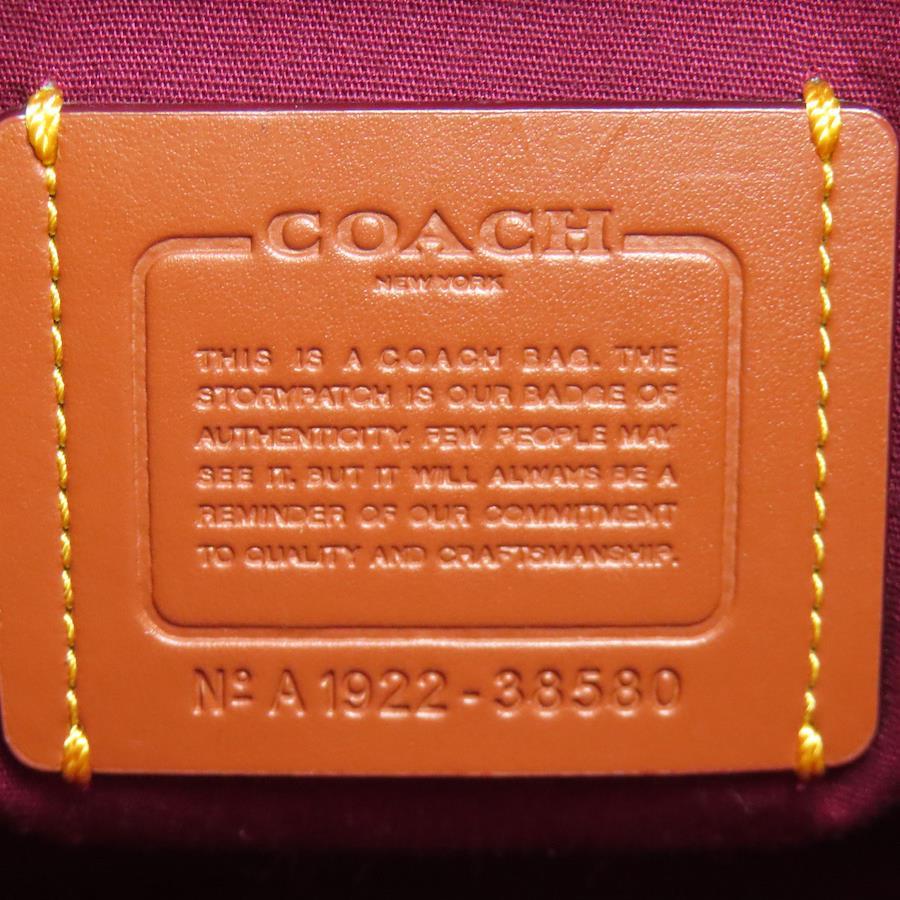 COACH
NEW YORK
THIS IS A COACH BAG. THE
STORYPATCH IS OUR BADGE OF
AUTHENTICITY. FEW PEOPLE MAY
SEE IT. BUT IT WILL ALWAYS BE A
REMINDER OF OUR COMMITMENT
TO QUALITY AND CRAFTSMANSHIP.
Nº A1922-38580